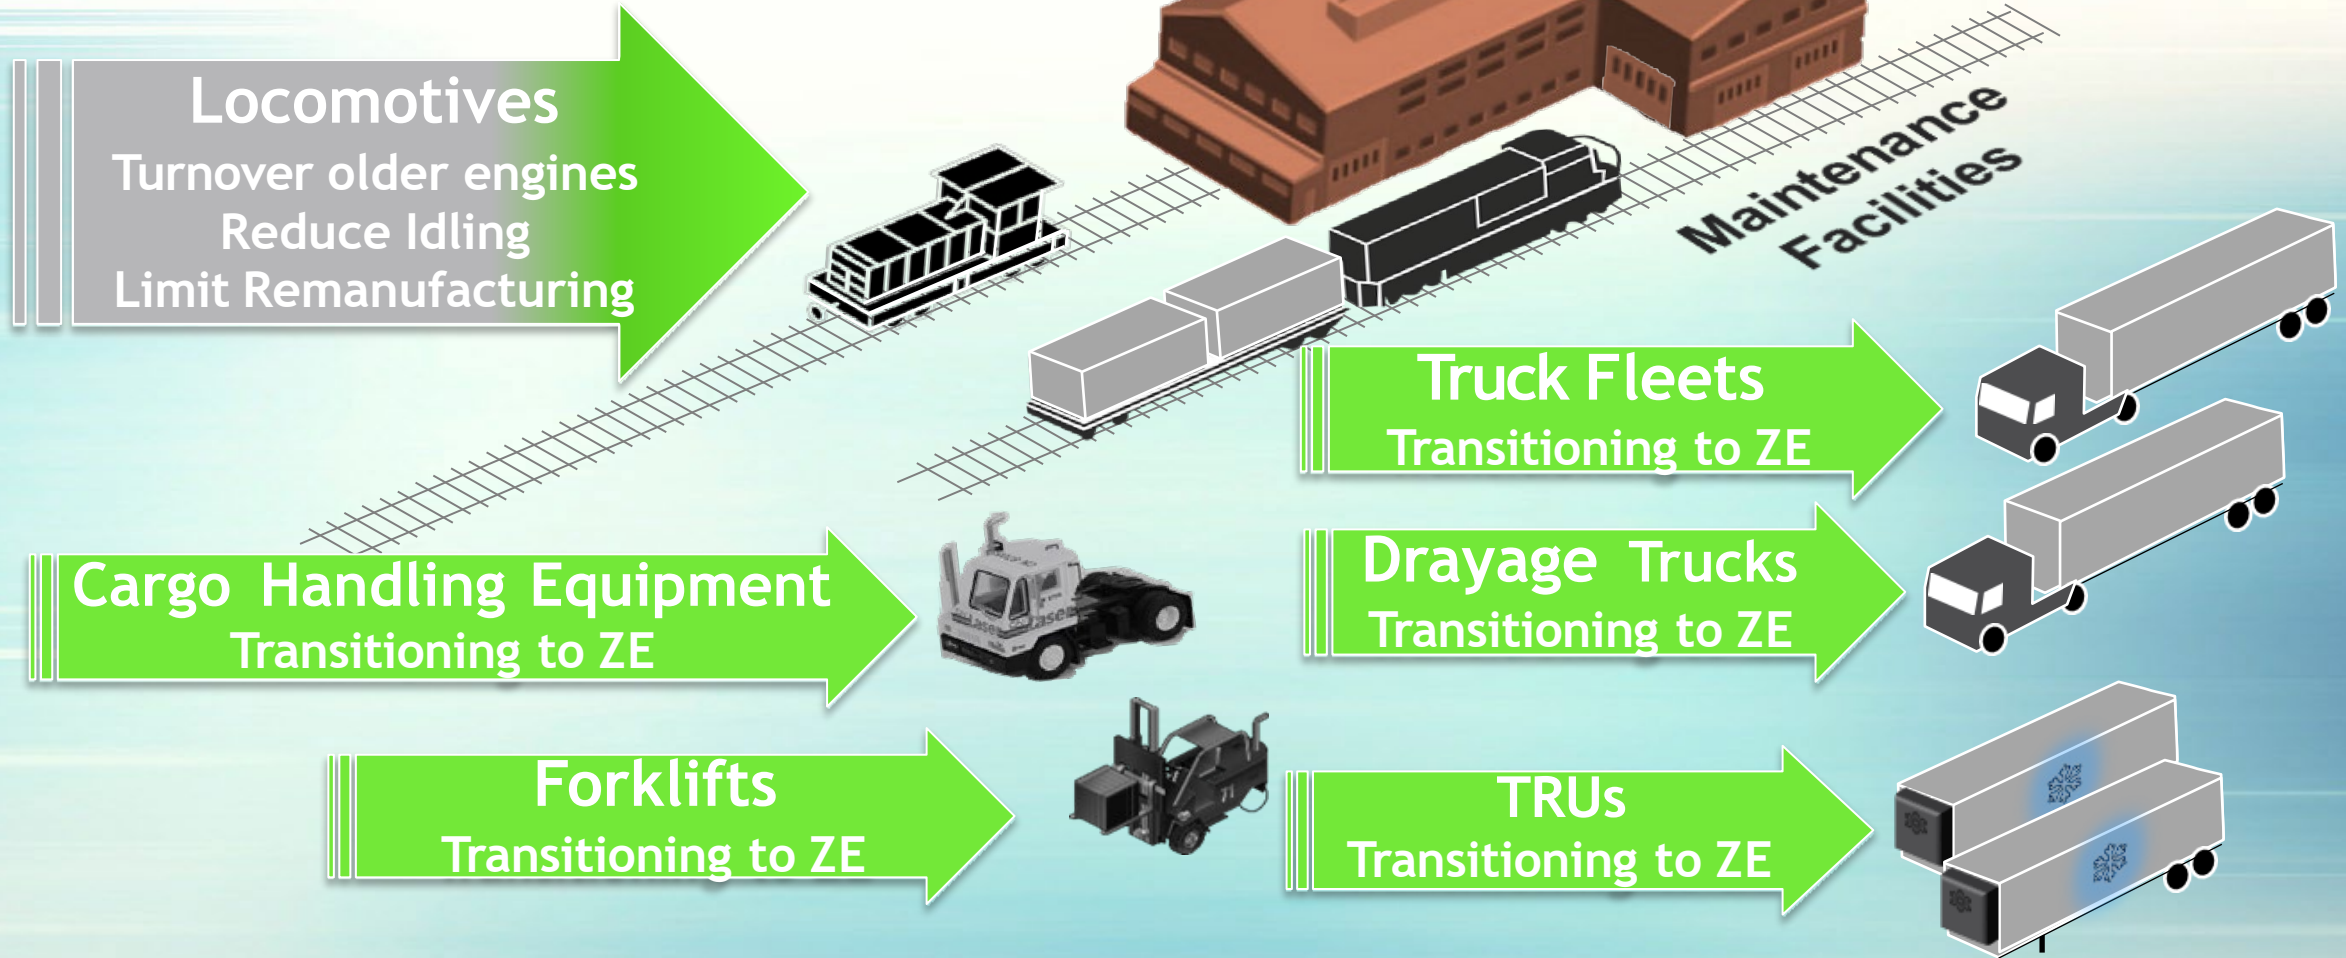 Locomotives
Turnover older engines
Reduce Idling
Limit Remanufacturing
Maintenance
Facilities
Truck Fleets
Transitioning to ZE
Cargo Handling Equipment
Transitioning to ZE
Drayage Trucks
Transitioning to ZE
Forklifts
Transitioning to ZE
TRUs
Transitioning to ZE